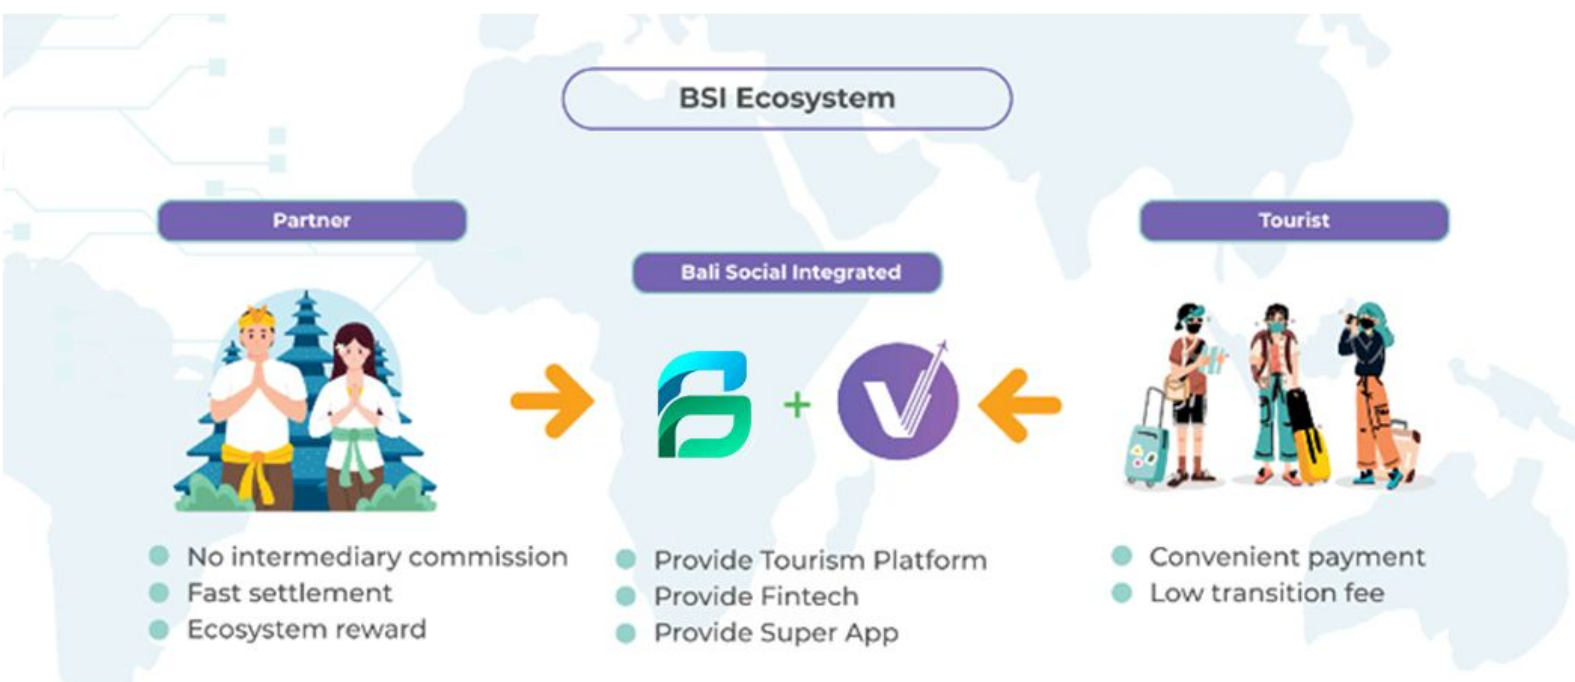 BSI Ecosystem
Partner
No intermediary commission
Fast settlement
Ecosystem reward
Bali Social Integrated
Provide Tourism Platform
Provide Fintech
Provide Super App
Tourist
Convenient payment
Low transition fee